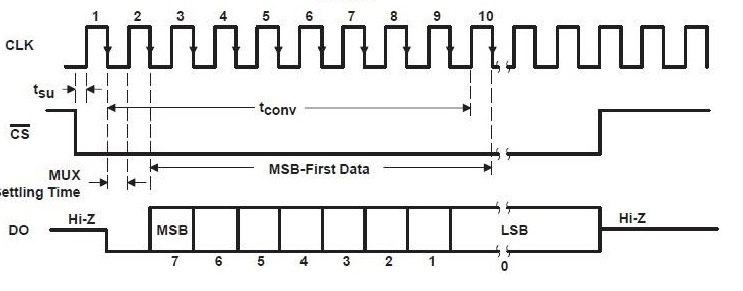 1 2 3 4 5 6 7 8 9 10
CLK
tsu
tconv
CS
MSB-First Data
MUX
ettling Time
Hi-Z
Hi-Z
DO
MSB
LSB
7 6 5 4 3 2 1 0